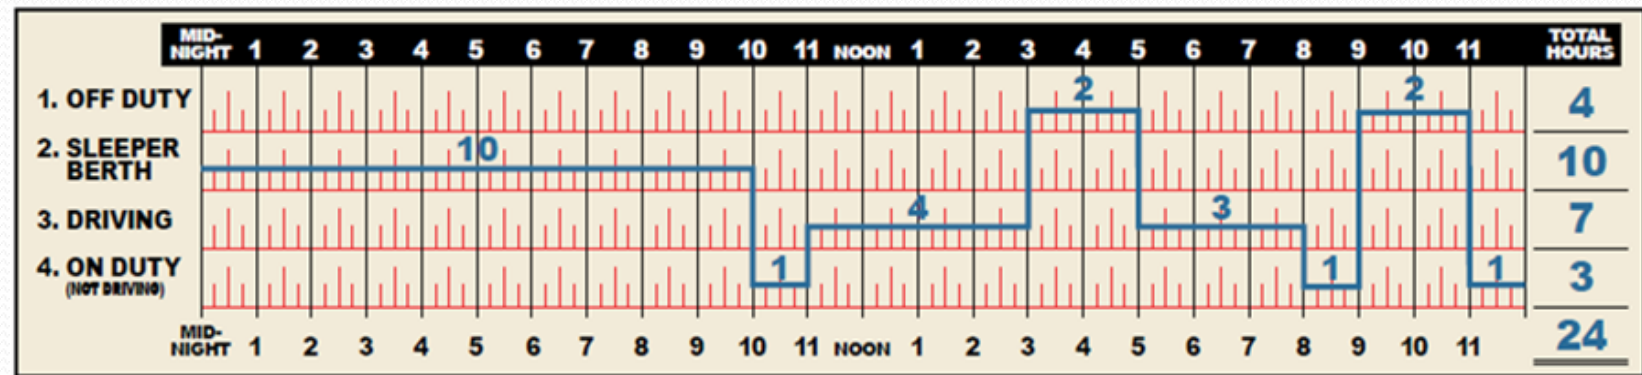 MID-NIGHT 1 2 3 4 5 6 7 8 9 10 11 NOON 1 2 3 4 5 6 7 8 9 10 11 TOTAL HOURS
1. OFF DUTY 2 2 4
2. SLEEPER BERTH 10 10
3. DRIVING 4 3 7
4. ON DUTY (NOT DRIVING) 1 1 1 3
MID-NIGHT 1 2 3 4 5 6 7 8 9 10 11 NOON 1 2 3 4 5 6 7 8 9 10 11 24